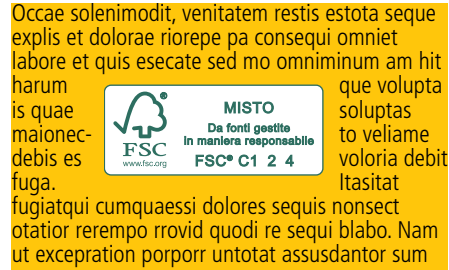 Occae solenimodit, venitatem restis estota seque
explis et dolorae riorepe pa consequi omniet
labore et quis esecate sed mo omniminum am hit
harum que volupta
is quae soluptas
maionec- to veliame
debis es voloria debit
fuga. Itasitat
fugiatqui cumquaessi dolores sequis nonsect
otatior rerempo rrovid quodi re sequi blabo. Nam
ut excepration porporr untotat assusdantor sum
®
FSC
www.fsc.org
MISTO
Da fonti gestite
in maniera responsabile
FSC® C1 2 4